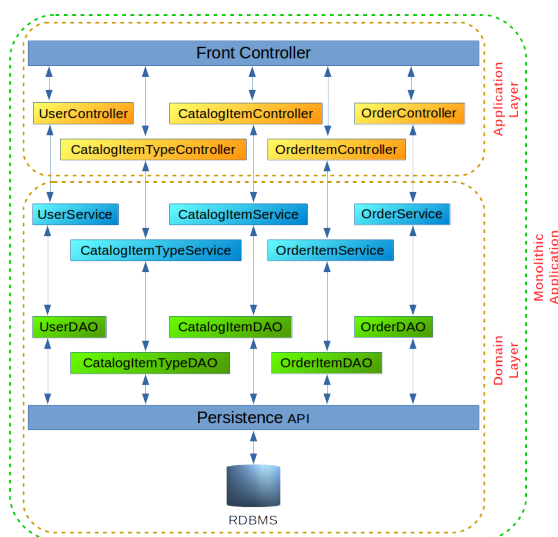 Front Controller
UserController
CatalogItemController
OrderController
CatalogItemTypeController
OrderItemController
Application
Layer
UserService
CatalogItemService
OrderService
CatalogItemTypeService
OrderItemService
Monolithic
Application
UserDAO
CatalogItemDAO
OrderDAO
CatalogItemTypeDAO
OrderItemDAO
Domain
Layer
Persistence API
RDBMS